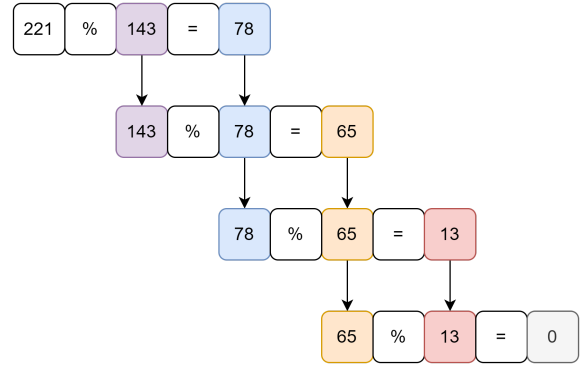 221 % 143 = 78
143 % 78 = 65
78 % 65 = 13
65 % 13 = 0